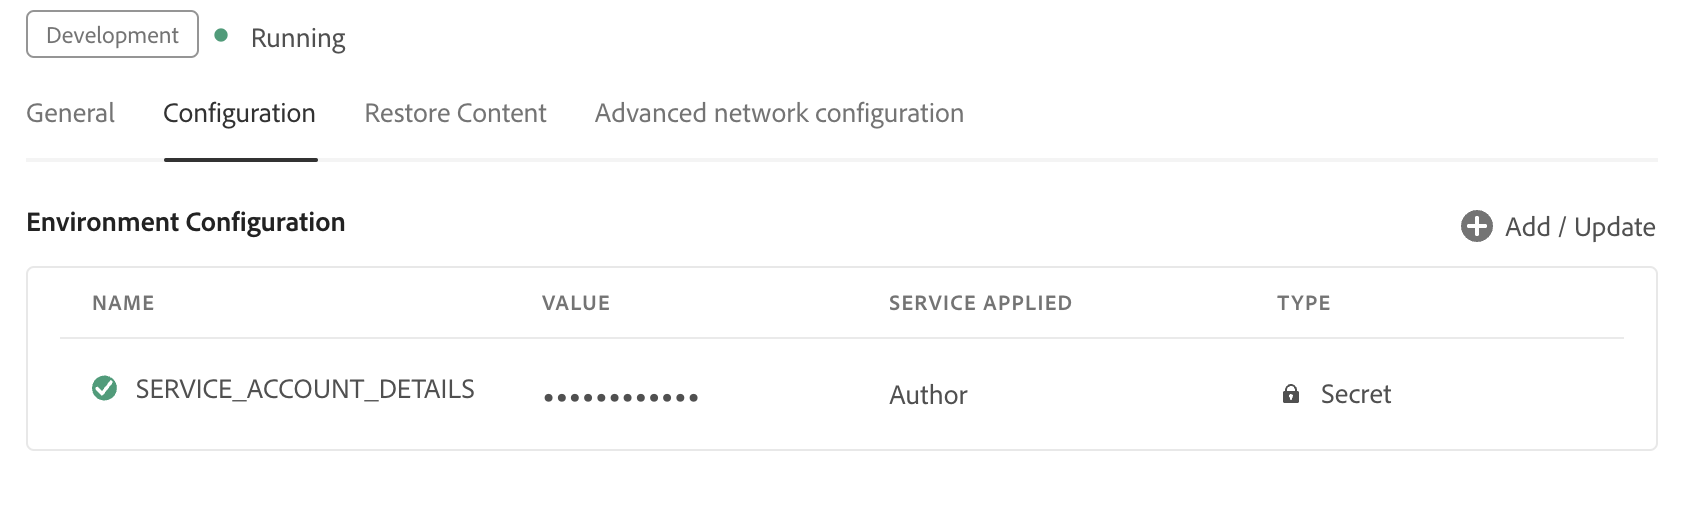 Development Running
General Configuration Restore Content Advanced network configuration
Environment Configuration Add / Update
NAME VALUE SERVICE APPLIED TYPE
SERVICE_ACCOUNT_DETAILS •••••••••••• Author Secret